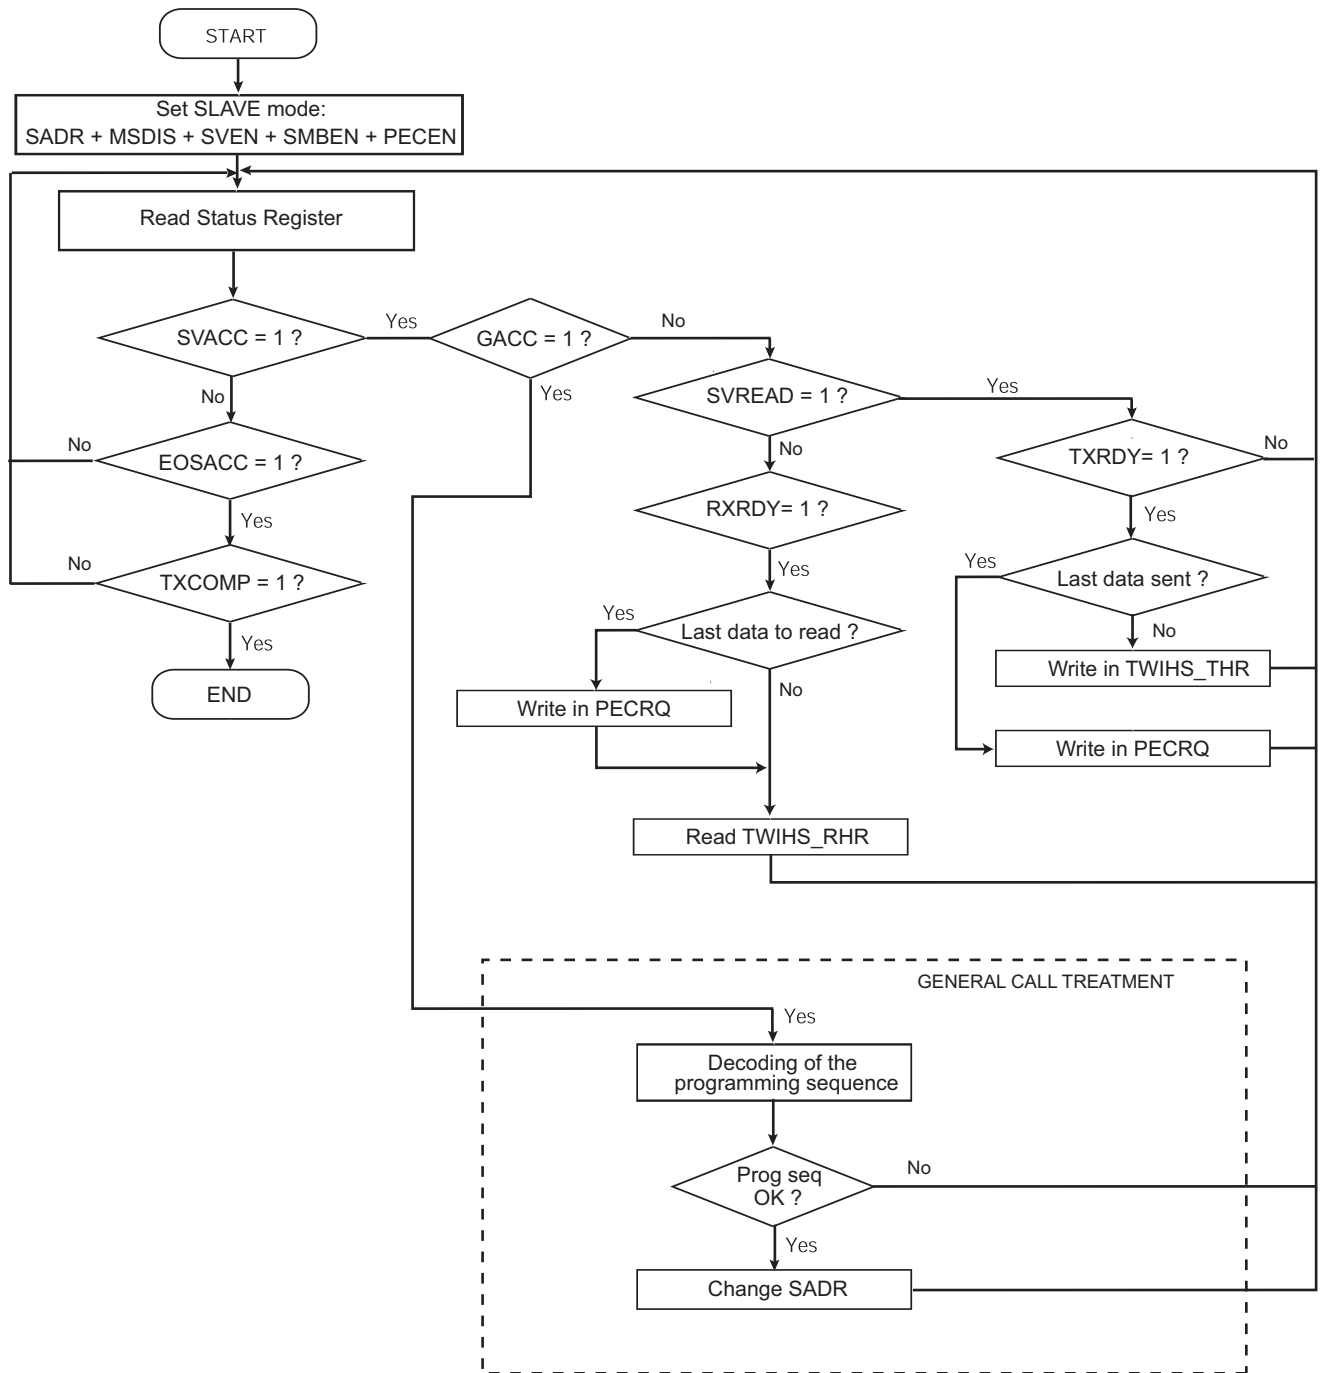 START
Set SLAVE mode:
SADR + MSDIS + SVEN + SMBEN + PECEN
Read Status Register
SVACC = 1 ?
Yes
GACC = 1 ?
No
No
Yes
SVREAD = 1 ?
Yes
No
EOSACC = 1 ?
No
TXRDY= 1 ?
No
Yes
RXRDY= 1 ?
Yes
No
TXCOMP = 1 ?
Yes
Yes
Last data sent ?
Yes
Yes
Last data to read ?
No
Write in TWIHS_THR
END
Write in PECRQ
No
Write in PECRQ
Read TWIHS_RHR
GENERAL CALL TREATMENT
Yes
Decoding of the
programming sequence
Prog seq
OK ?
No
Yes
Change SADR